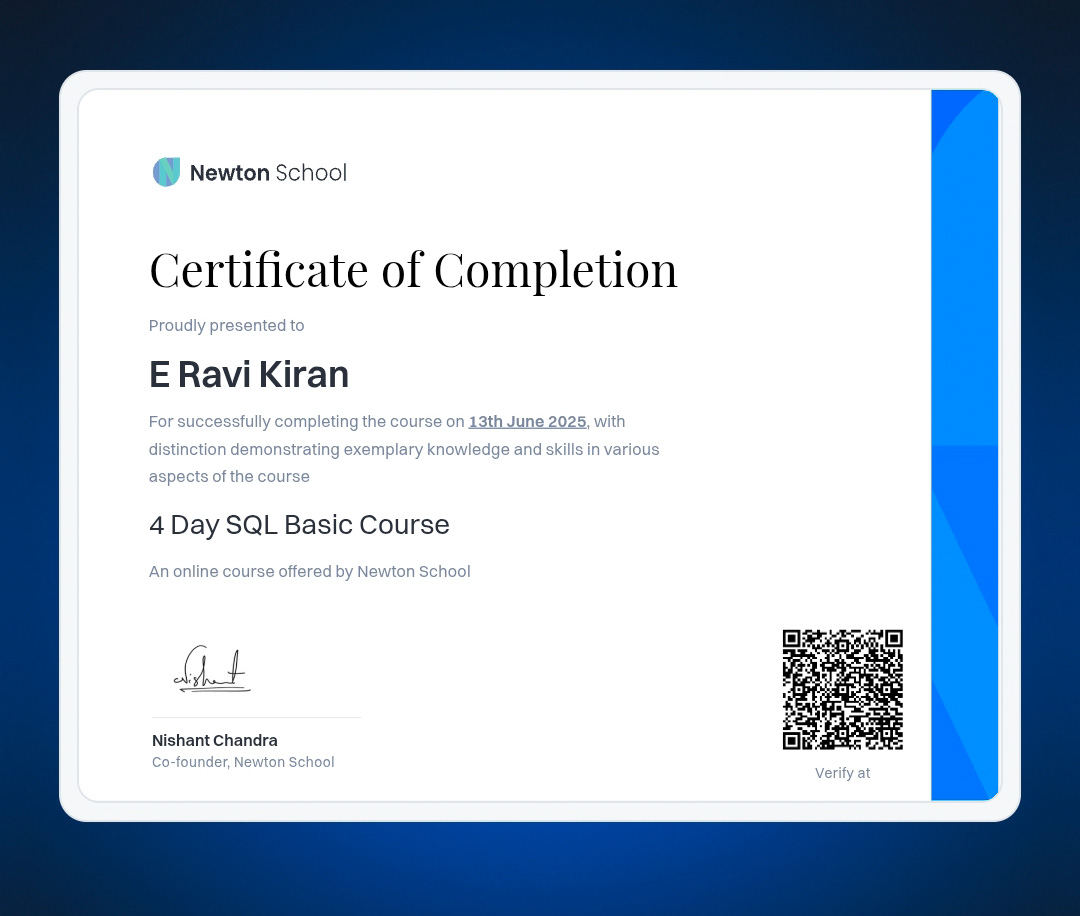 Newton School
Certificate of Completion
Proudly presented to
E Ravi Kiran
For successfully completing the course on 13th June 2025, with
distinction demonstrating exemplary knowledge and skills in various
aspects of the course
4 Day SQL Basic Course
An online course offered by Newton School
Nishant
Nishant Chandra
Co-founder, Newton School
Verify at